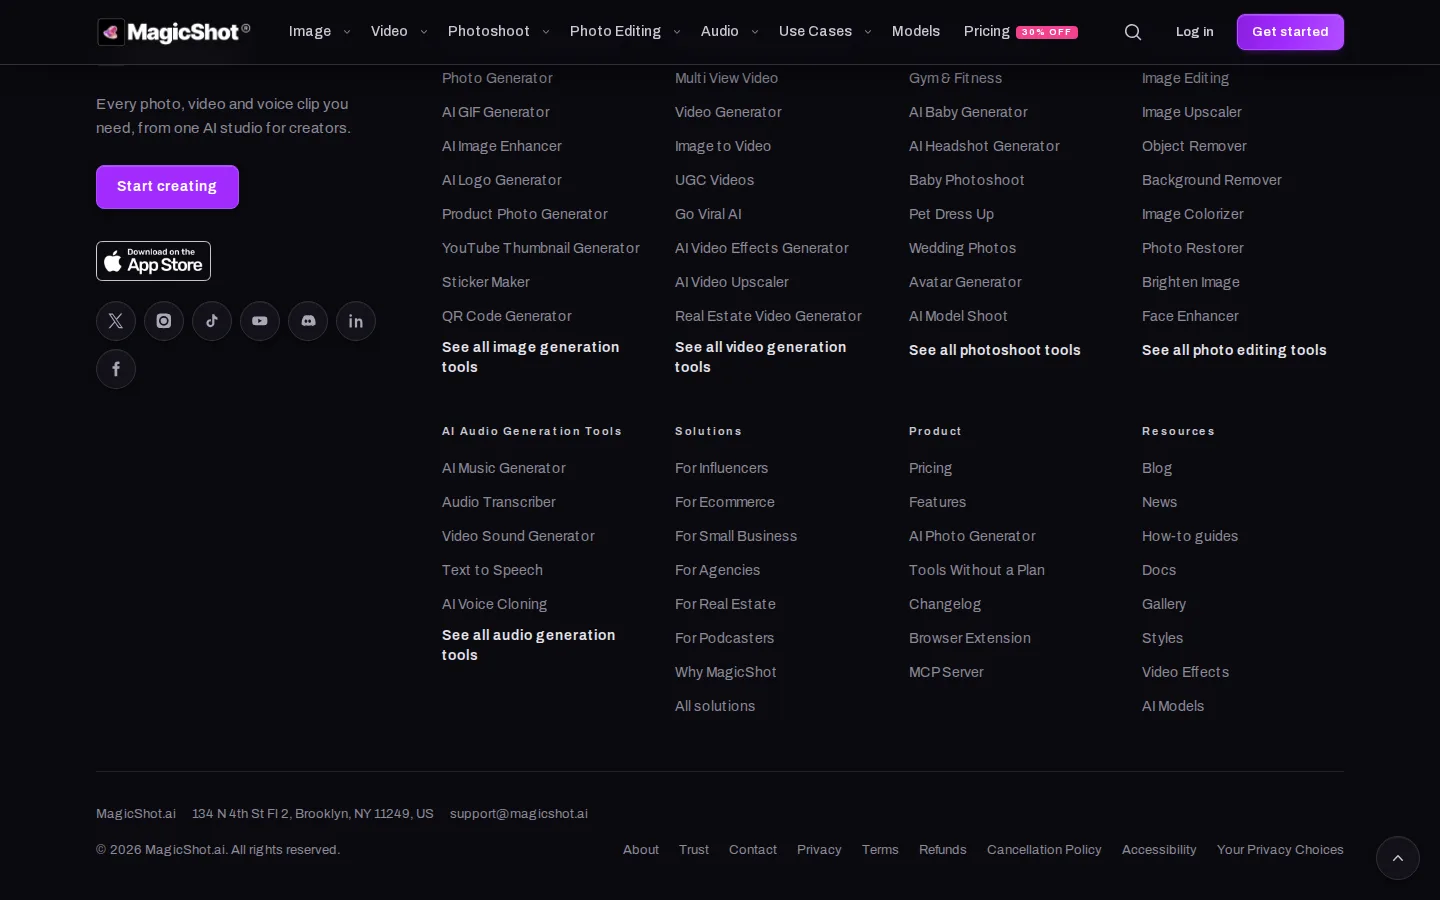 MagicShot®
Image
Video
Photoshoot
Photo Editing
Audio
Use Cases
Models
Pricing 30% OFF
Log in
Get started
Every photo, video and voice clip you
need, from one AI studio for creators.
Start creating
Download on the
App Store
Photo Generator
AI GIF Generator
AI Image Enhancer
AI Logo Generator
Product Photo Generator
YouTube Thumbnail Generator
Sticker Maker
QR Code Generator
See all image generation
tools
Multi View Video
Video Generator
Image to Video
UGC Videos
Go Viral AI
AI Video Effects Generator
AI Video Upscaler
Real Estate Video Generator
See all video generation
tools
Gym & Fitness
AI Baby Generator
AI Headshot Generator
Baby Photoshoot
Pet Dress Up
Wedding Photos
Avatar Generator
AI Model Shoot
See all photoshoot tools
Image Editing
Image Upscaler
Object Remover
Background Remover
Image Colorizer
Photo Restorer
Brighten Image
Face Enhancer
See all photo editing tools
AI Audio Generation Tools
AI Music Generator
Audio Transcriber
Video Sound Generator
Text to Speech
AI Voice Cloning
See all audio generation
tools
Solutions
For Influencers
For Ecommerce
For Small Business
For Agencies
For Real Estate
For Podcasters
Why MagicShot
All solutions
Product
Pricing
Features
AI Photo Generator
Tools Without a Plan
Changelog
Browser Extension
MCP Server
Resources
Blog
News
How-to guides
Docs
Gallery
Styles
Video Effects
AI Models
MagicShot.ai 134 N 4th St Fl 2, Brooklyn, NY 11249, US support@magicshot.ai
© 2026 MagicShot.ai. All rights reserved.
About Trust Contact Privacy Terms Refunds Cancellation Policy Accessibility Your Privacy Choices